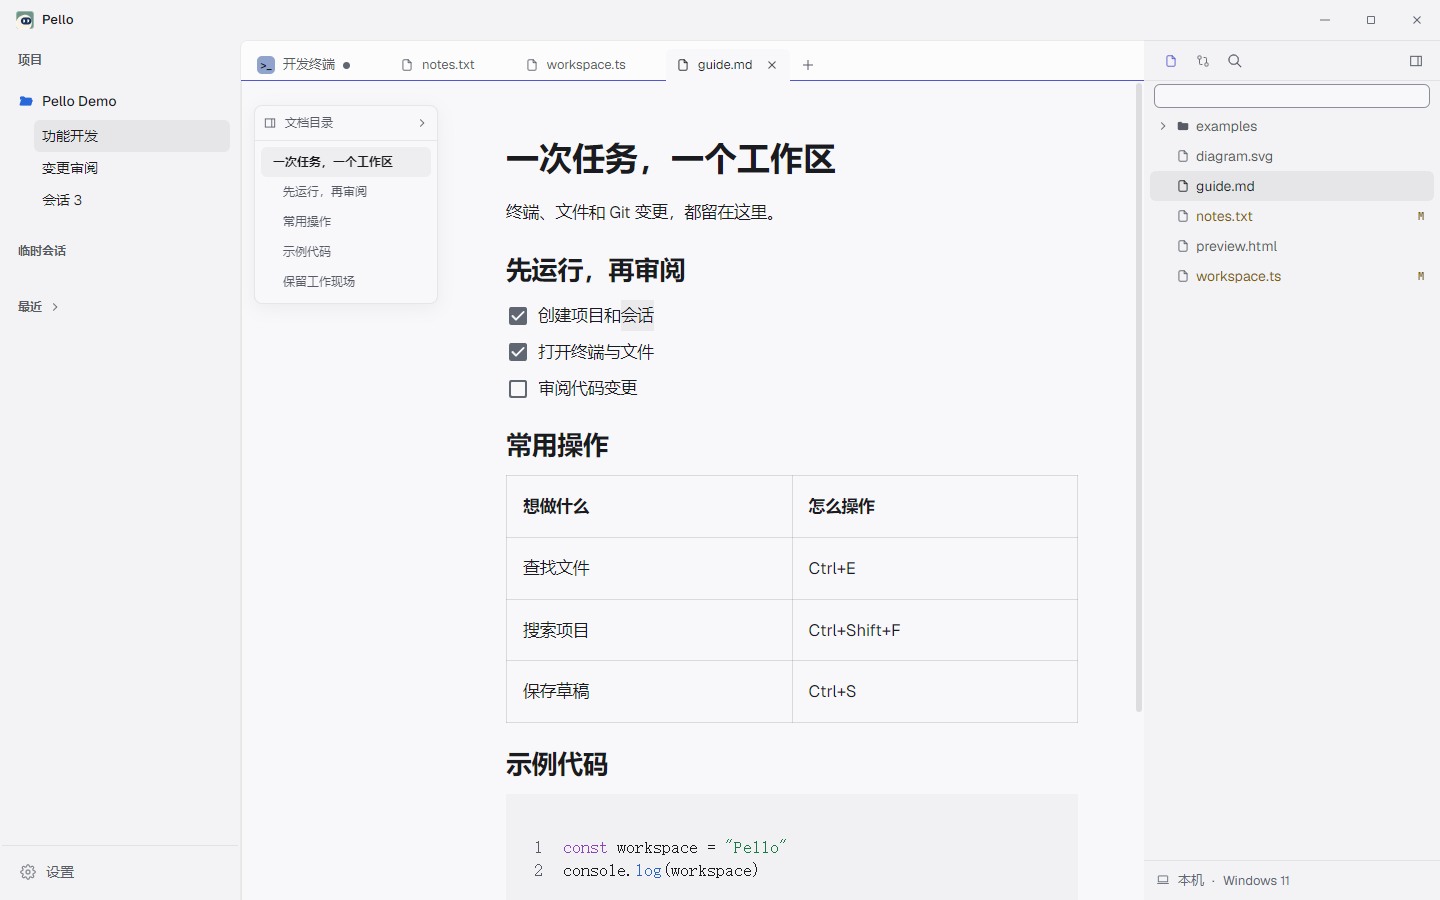 Pello
项目
Pello Demo
功能开发
变更审阅
会话 3
临时会话
最近
设置
开发终端
notes.txt
workspace.ts
guide.md
文档目录
一次任务，一个工作区
先运行，再审阅
常用操作
示例代码
保留工作现场
一次任务，一个工作区
终端、文件和 Git 变更，都留在这里。
先运行，再审阅
创建项目和会话
打开终端与文件
审阅代码变更
常用操作
想做什么 怎么操作
查找文件 Ctrl+E
搜索项目 Ctrl+Shift+F
保存草稿 Ctrl+S
示例代码
1 const workspace = "Pello"
2 console.log(workspace)
examples
diagram.svg
guide.md
notes.txt M
preview.html
workspace.ts M
本机 · Windows 11